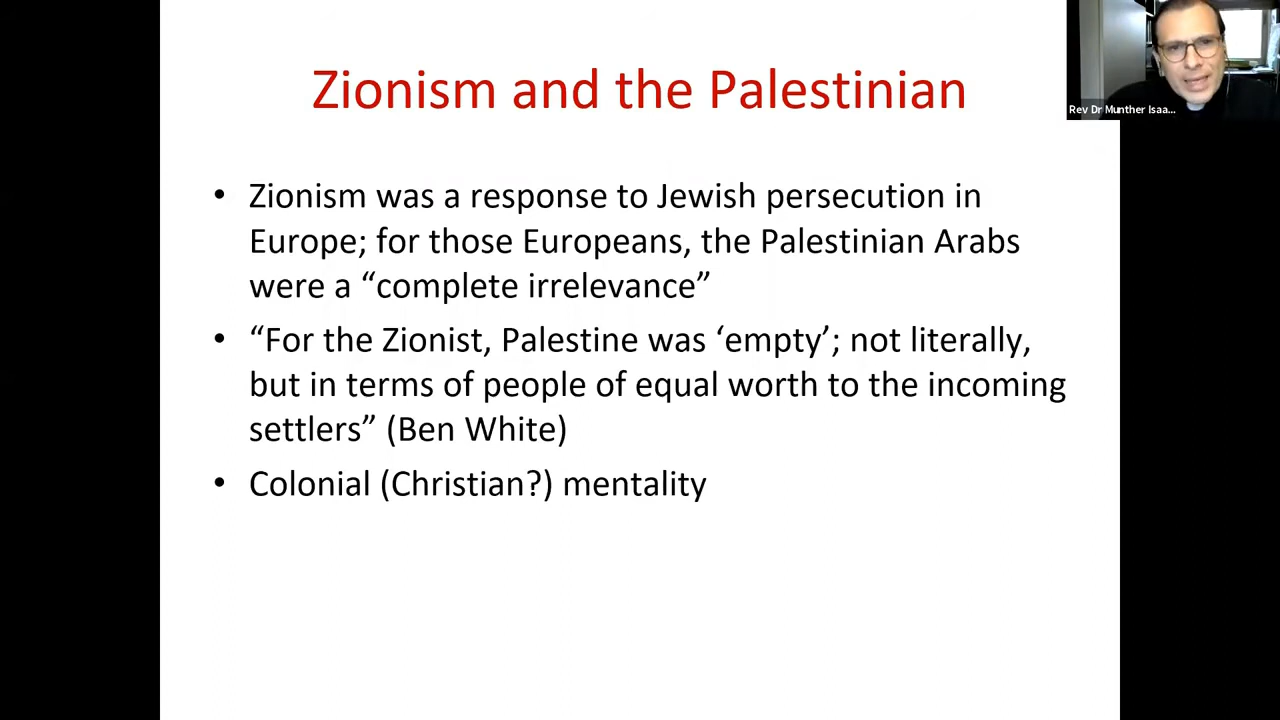 Zionism and the Palestinian
Rev Dr Munther Isaa...
• Zionism was a response to Jewish persecution in
Europe; for those Europeans, the Palestinian Arabs
were a “complete irrelevance”
• “For the Zionist, Palestine was ‘empty’; not literally,
but in terms of people of equal worth to the incoming
settlers” (Ben White)
• Colonial (Christian?) mentality